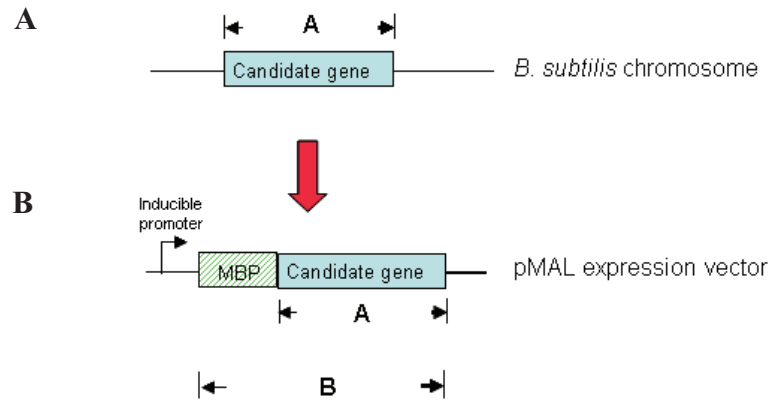 A
A
Candidate gene
B. subtilis chromosome
B
Inducible
promoter
MBP
Candidate gene
pMAL expression vector
A
B